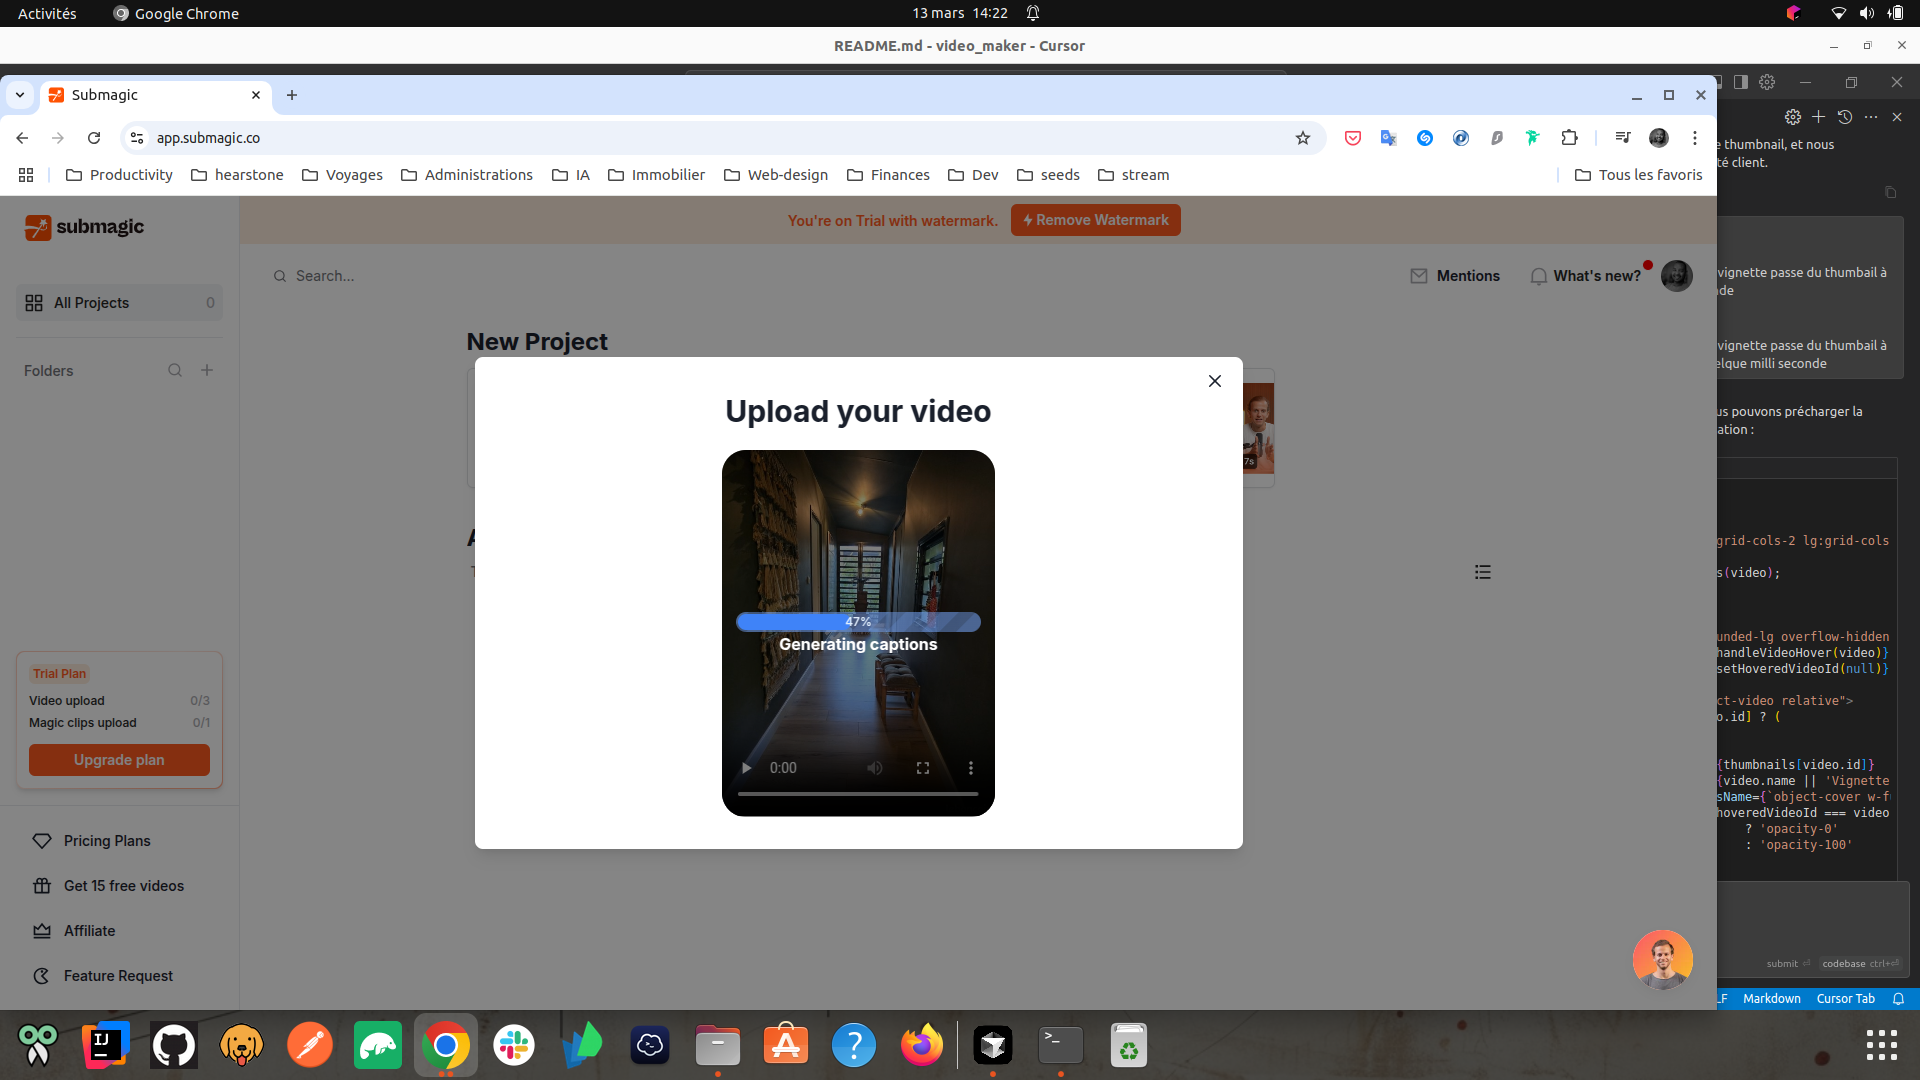 Activités
Google Chrome
13 mars 14:22
README.md - video_maker - Cursor
Submagic
app.submagic.co
Productivity
hearstone
Voyages
Administrations
IA
Immobilier
Web-design
Finances
Dev
seeds
stream
Tous les favoris
submagic
You're on Trial with watermark.
Remove Watermark
Search...
Mentions
What's new?
All Projects 0
Folders
New Project
Upload your video
47%
Generating captions
0:00
7s
Trial Plan
Video upload 0/3
Magic clips upload 0/1
Upgrade plan
Pricing Plans
Get 15 free videos
Affiliate
Feature Request
e thumbnail, et nous
té client.
vignette passe du thumbail à
de
vignette passe du thumbail à
elque milli seconde
us pouvons précharger la
ation :
grid-cols-2 lg:grid-cols
s(video);
unded-lg overflow-hidden
handleVideoHover(video)}
setHoveredVideoId(null)}
ct-video relative">
o.id] ? (
{thumbnails[video.id]}
{video.name || 'Vignette
sName={`object-cover w-f
hoveredVideoId === video
? 'opacity-0'
: 'opacity-100'
submit
codebase ctrl+
LF
Markdown
Cursor Tab
IJ
>_